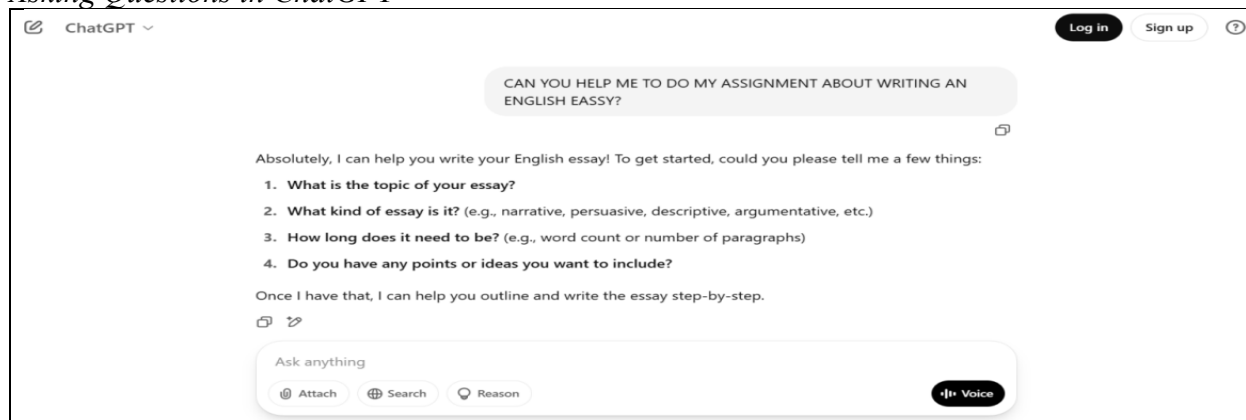 Asking Questions in ChatGPT
ChatGPT
Log in
Sign up
?
CAN YOU HELP ME TO DO MY ASSIGNMENT ABOUT WRITING AN
ENGLISH EASSY?
Absolutely, I can help you write your English essay! To get started, could you please tell me a few things:
1. What is the topic of your essay?
2. What kind of essay is it? (e.g., narrative, persuasive, descriptive, argumentative, etc.)
3. How long does it need to be? (e.g., word count or number of paragraphs)
4. Do you have any points or ideas you want to include?
Once I have that, I can help you outline and write the essay step-by-step.
Ask anything
Attach
Search
Reason
Voice